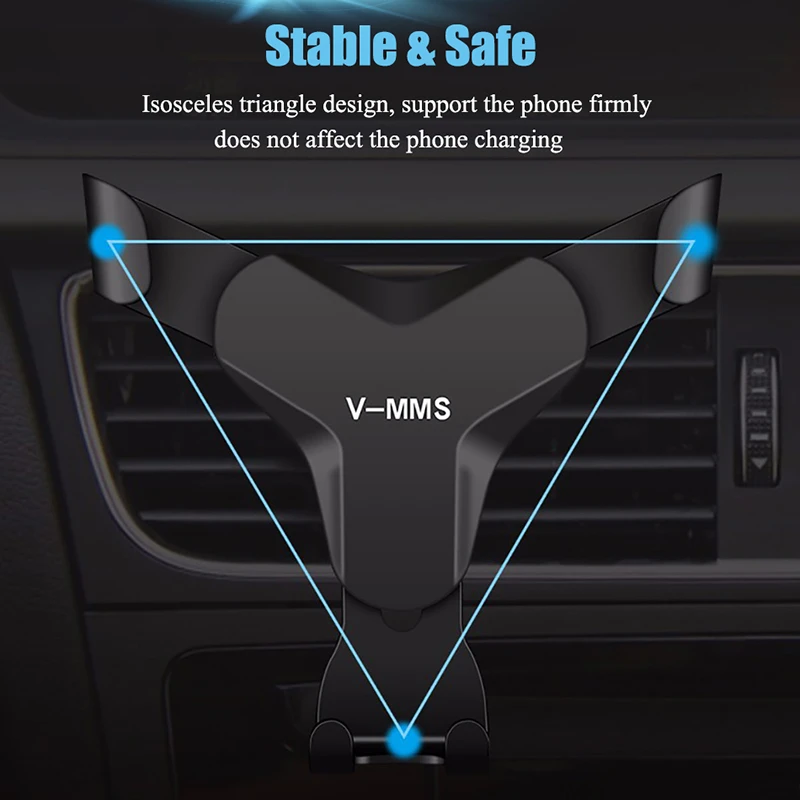 Stable & Safe
Isosceles triangle design, support the phone firmly
does not affect the phone charging
V-MMS